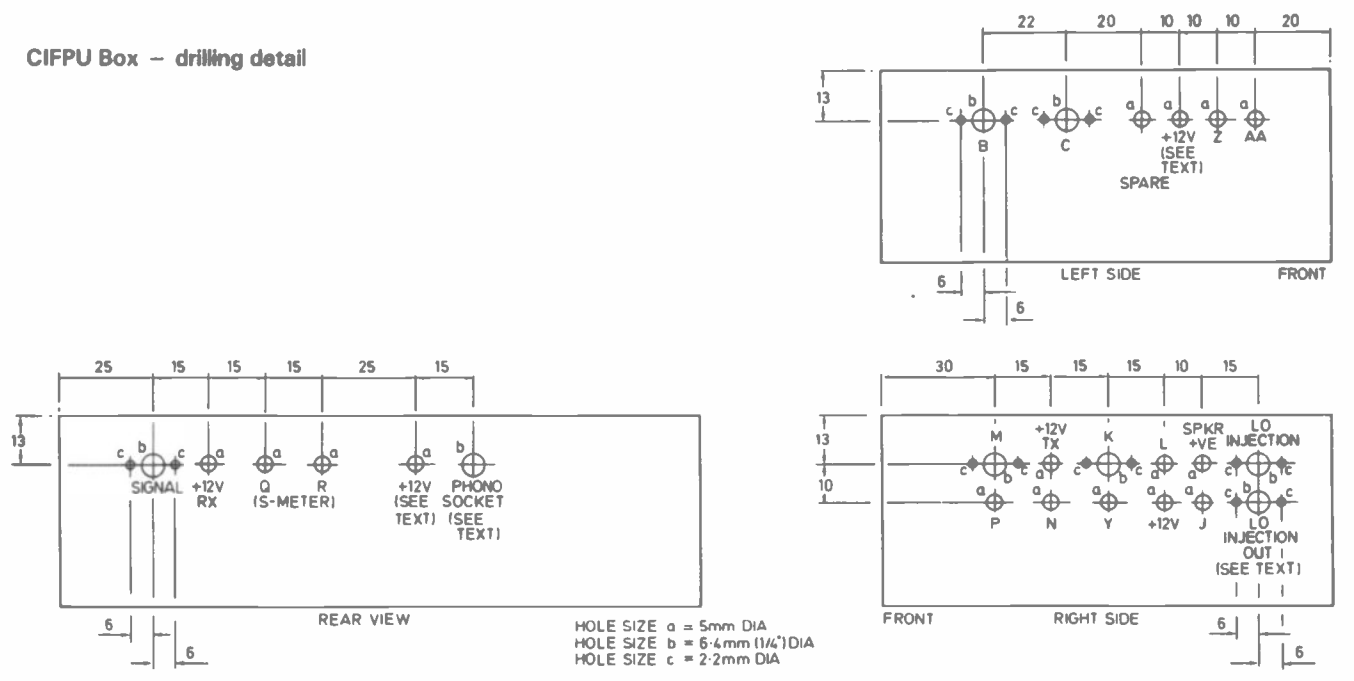 CIFPU Box – drilling detail
22 20 10 10 10 20
13
b b a a a a
c c c c
B C +12V Z AA
(SEE
TEXT)
SPARE
LEFT SIDE FRONT
6
6
25 15 15 15 25 15
13
b a a a a b
c c
SIGNAL +12V Q R +12V PHONO
RX (S-METER) (SEE SOCKET
TEXT) (SEE
TEXT)
REAR VIEW
6
6
HOLE SIZE a = 5mm DIA
HOLE SIZE b = 6·4mm (1/4") DIA
HOLE SIZE c = 2·2mm DIA
30 15 15 15 10 15
13
10
M +12V K L SPKR LO
TX +VE INJECTION
c c a c c a a c c
b b b
a a a a a c b c
P N Y +12V J LO
INJECTION
OUT
(SEE TEXT)
FRONT RIGHT SIDE
6
6